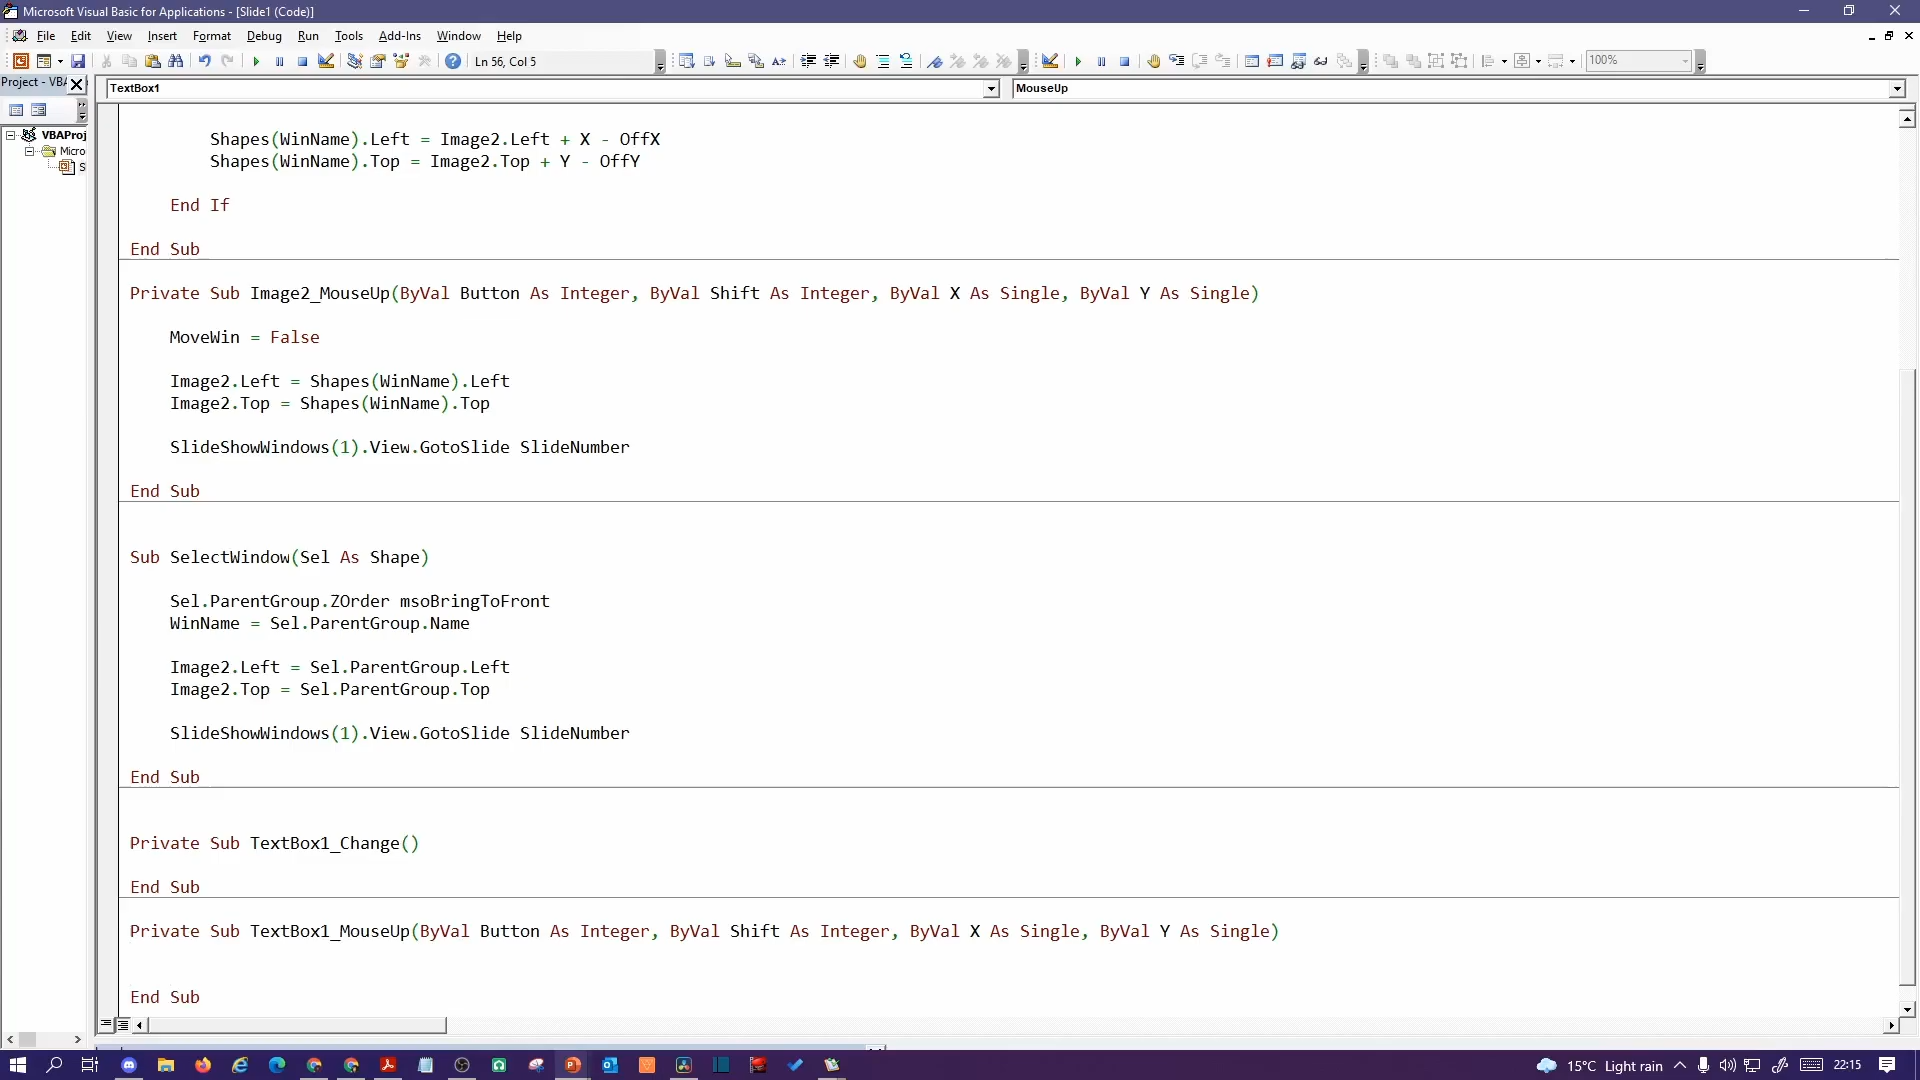 Microsoft Visual Basic for Applications - [Slide1 (Code)]
File Edit View Insert Format Debug Run Tools Add-Ins Window Help
Ln 56, Col 5
100%
Project - VBA
TextBox1
MouseUp
VBAProj
Micro
S
Shapes(WinName).Left = Image2.Left + X - OffX
Shapes(WinName).Top = Image2.Top + Y - OffY
End If
End Sub
Private Sub Image2_MouseUp(ByVal Button As Integer, ByVal Shift As Integer, ByVal X As Single, ByVal Y As Single)
MoveWin = False
Image2.Left = Shapes(WinName).Left
Image2.Top = Shapes(WinName).Top
SlideShowWindows(1).View.GotoSlide SlideNumber
End Sub
Sub SelectWindow(Sel As Shape)
Sel.ParentGroup.ZOrder msoBringToFront
WinName = Sel.ParentGroup.Name
Image2.Left = Sel.ParentGroup.Left
Image2.Top = Sel.ParentGroup.Top
SlideShowWindows(1).View.GotoSlide SlideNumber
End Sub
Private Sub TextBox1_Change()
End Sub
Private Sub TextBox1_MouseUp(ByVal Button As Integer, ByVal Shift As Integer, ByVal X As Single, ByVal Y As Single)
End Sub
15°C Light rain
22:15